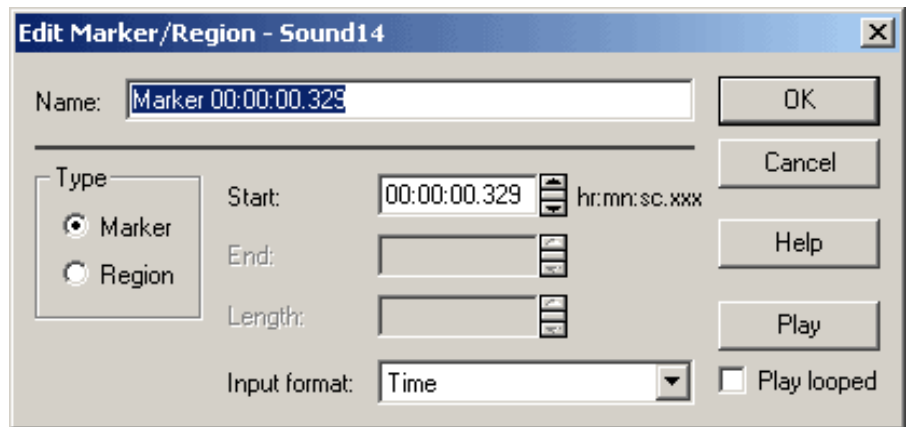 Edit Marker/Region - Sound14
Name: Marker 00:00:00.329
OK
Cancel
Type
Marker
Region
Start: 00:00:00.329 hr:mn:sc.xxx
End:
Length:
Help
Play
Input format: Time
Play looped